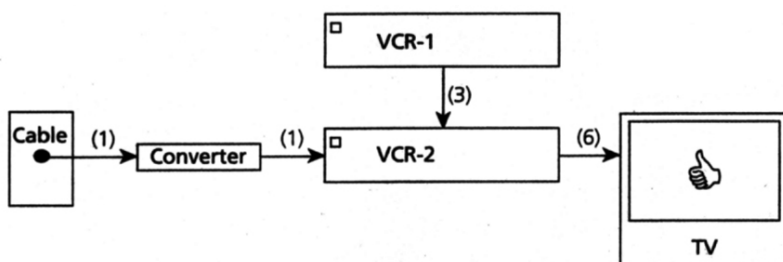 VCR-1
(3)
Cable
(1)
Converter
(1)
VCR-2
(6)
TV